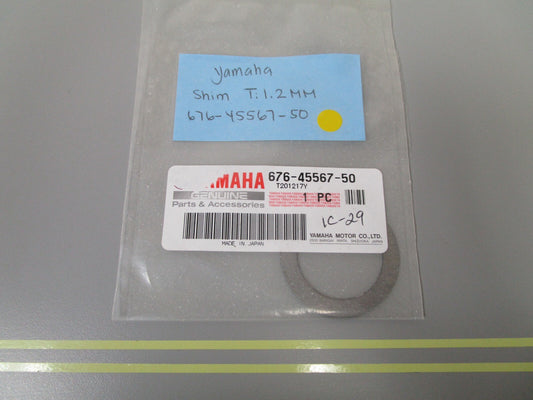 yamaha
Shim T:1.2MM
676-45567-50
YAMAHA 676-45567-50
T201217Y
GENUINE
Parts & Accessories
1 PC
1C-29
YAMAHA MOTOR CO., LTD.
MADE IN JAPAN